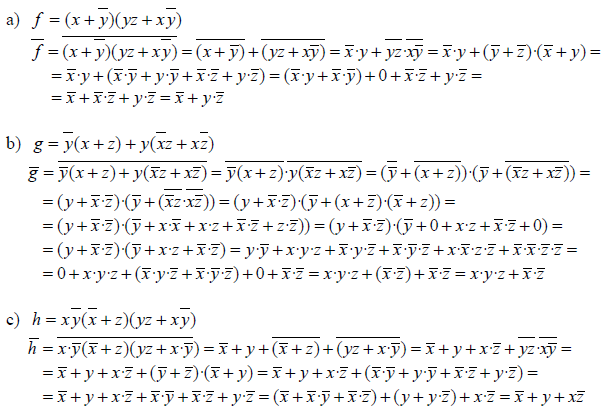 a) $f = (x+\overline{y})(yz+x\overline{y})$
$\overline{f} = \overline{(x+\overline{y})(yz+x\overline{y})} = \overline{(x+\overline{y})}+\overline{(yz+x\overline{y})} = \overline{x}\cdot y+\overline{yz}\cdot\overline{x\overline{y}} = \overline{x}\cdot y+(\overline{y}+\overline{z})\cdot(\overline{x}+y) =$
$= \overline{x}\cdot y+(\overline{x}\cdot\overline{y}+y\cdot\overline{y}+\overline{x}\cdot\overline{z}+y\cdot\overline{z}) = (\overline{x}\cdot y+\overline{x}\cdot\overline{y})+0+\overline{x}\cdot\overline{z}+y\cdot\overline{z} =$
$= \overline{x}+\overline{x}\cdot\overline{z}+y\cdot\overline{z} = \overline{x}+y\cdot\overline{z}$
b) $g = \overline{y}(x+z)+y(\overline{x}z+x\overline{z})$
$\overline{g} = \overline{\overline{y}(x+z)+y(\overline{x}z+x\overline{z})} = \overline{\overline{y}(x+z)}\cdot\overline{y(\overline{x}z+x\overline{z})} = (\overline{\overline{y}}+\overline{(x+z)})\cdot(\overline{y}+\overline{(\overline{x}z+x\overline{z})}) =$
$= (y+\overline{x}\cdot\overline{z})\cdot(\overline{y}+(\overline{\overline{x}z}\cdot\overline{x\overline{z}})) = (y+\overline{x}\cdot\overline{z})\cdot(\overline{y}+(x+\overline{z})\cdot(\overline{x}+z)) =$
$= (y+\overline{x}\cdot\overline{z})\cdot(\overline{y}+x\cdot\overline{x}+x\cdot z+\overline{x}\cdot\overline{z}+z\cdot\overline{z})) = (y+\overline{x}\cdot\overline{z})\cdot(\overline{y}+0+x\cdot z+\overline{x}\cdot\overline{z}+0) =$
$= (y+\overline{x}\cdot\overline{z})\cdot(\overline{y}+x\cdot z+\overline{x}\cdot\overline{z}) = y\cdot\overline{y}+x\cdot y\cdot z+\overline{x}\cdot y\cdot\overline{z}+\overline{x}\cdot\overline{y}\cdot\overline{z}+x\cdot\overline{x}\cdot z\cdot\overline{z}+\overline{x}\cdot\overline{x}\cdot\overline{z}\cdot\overline{z} =$
$= 0+x\cdot y\cdot z+(\overline{x}\cdot y\cdot\overline{z}+\overline{x}\cdot\overline{y}\cdot\overline{z})+0+\overline{x}\cdot\overline{z} = x\cdot y\cdot z+(\overline{x}\cdot\overline{z})+\overline{x}\cdot\overline{z} = x\cdot y\cdot z+\overline{x}\cdot\overline{z}$
c) $h = x\overline{y}(\overline{x}+z)(yz+x\overline{y})$
$\overline{h} = \overline{x\cdot\overline{y}(\overline{x}+z)(yz+x\cdot\overline{y})} = \overline{x}+y+\overline{(\overline{x}+z)}+\overline{(yz+x\cdot\overline{y})} = \overline{x}+y+x\cdot\overline{z}+\overline{yz}\cdot\overline{x\overline{y}} =$
$= \overline{x}+y+x\cdot\overline{z}+(\overline{y}+\overline{z})\cdot(\overline{x}+y) = \overline{x}+y+x\cdot\overline{z}+(\overline{x}\cdot\overline{y}+y\cdot\overline{y}+\overline{x}\cdot\overline{z}+y\cdot\overline{z}) =$
$= \overline{x}+y+x\cdot\overline{z}+\overline{x}\cdot\overline{y}+\overline{x}\cdot\overline{z}+y\cdot\overline{z} = (\overline{x}+\overline{x}\cdot\overline{y}+\overline{x}\cdot\overline{z})+(y+y\cdot\overline{z})+x\cdot\overline{z} = \overline{x}+y+x\overline{z}$